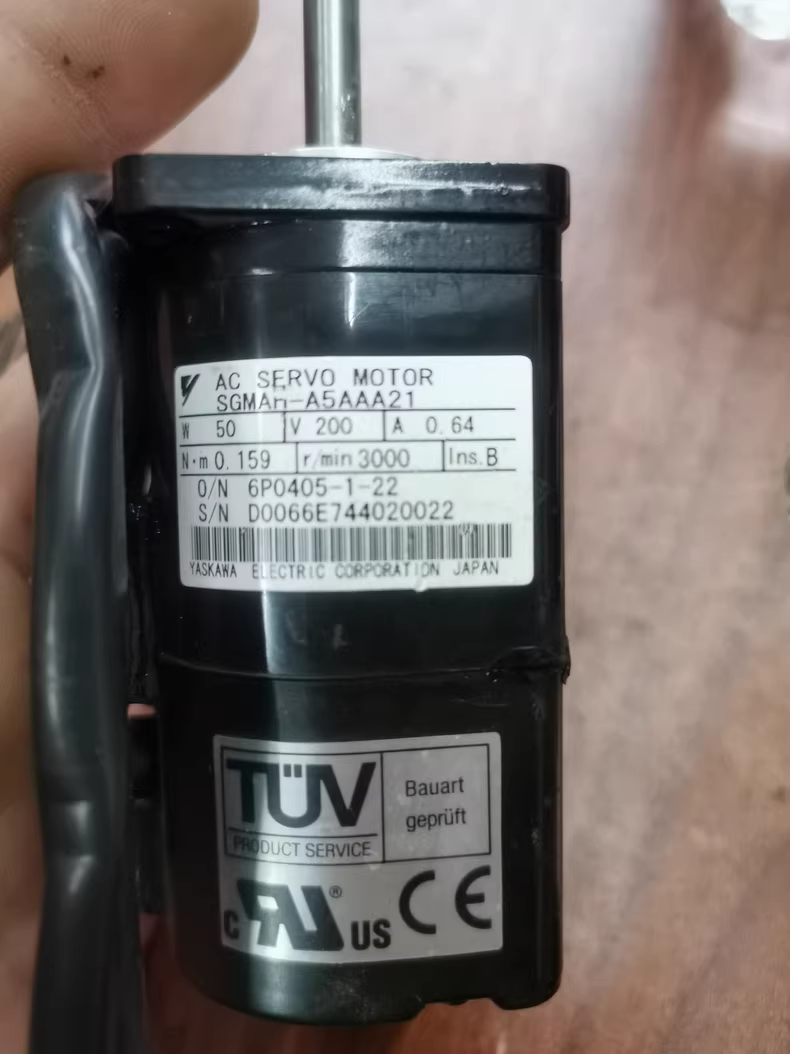 AC SERVO MOTOR
SGMAH-A5AAA21
W 50 V 200 A 0.64
N·m 0.159 r/min 3000 Ins. B
O/N 6P0405-1-22
S/N D0066E744020022
YASKAWA ELECTRIC CORPORATION JAPAN
TÜV
PRODUCT SERVICE
Bauart
geprüft
C RU® US CE